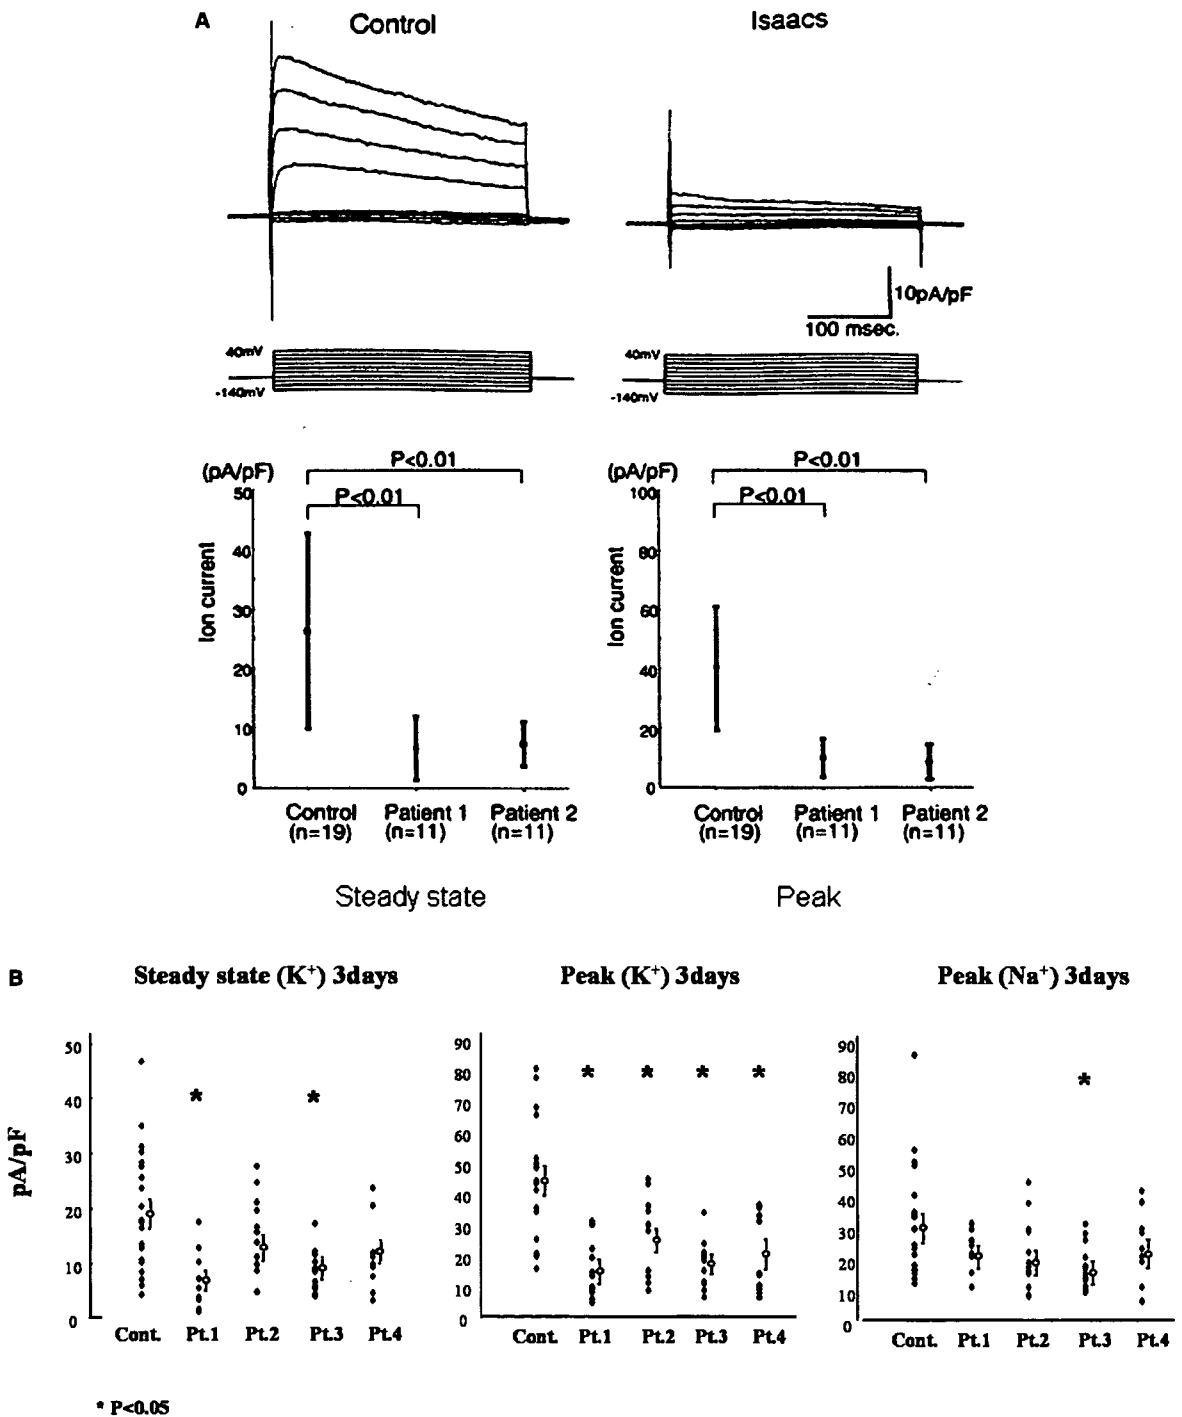 A
Control
Isaacs
10pA/pF
100 msec.
40mV
-140mV
40mV
-140mV
(pA/pF)
P<0.01
P<0.01
50
40
30
20
10
0
Ion current
Control
(n=19)
Patient 1
(n=11)
Patient 2
(n=11)
Steady state
(pA/pF)
P<0.01
P<0.01
100
80
60
40
20
0
Ion current
Control
(n=19)
Patient 1
(n=11)
Patient 2
(n=11)
Peak
B
Steady state (K⁺) 3days
pA/pF
50
40
30
20
10
0
*
*
Cont. Pt.1 Pt.2 Pt.3 Pt.4
Peak (K⁺) 3days
90
80
70
60
50
40
30
20
10
0
* * * *
Cont. Pt.1 Pt.2 Pt.3 Pt.4
Peak (Na⁺) 3days
90
80
70
60
50
40
30
20
10
0
*
Cont. Pt.1 Pt.2 Pt.3 Pt.4
* P<0.05